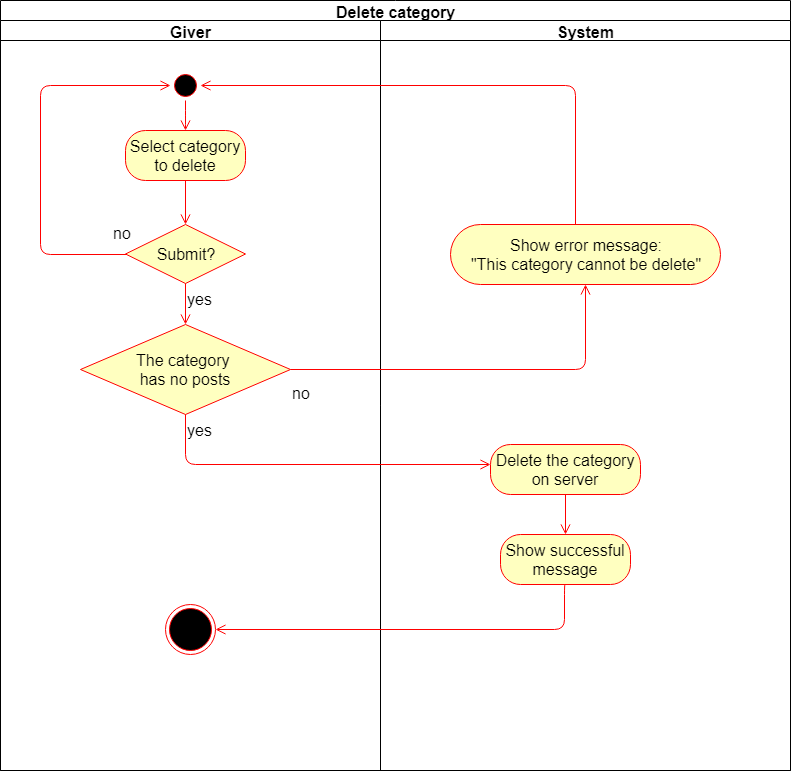 Delete category
Giver
System
Select category
to delete
no
Submit?
Show error message:
"This category cannot be delete"
yes
The category
has no posts
no
yes
Delete the category
on server
Show successful
message